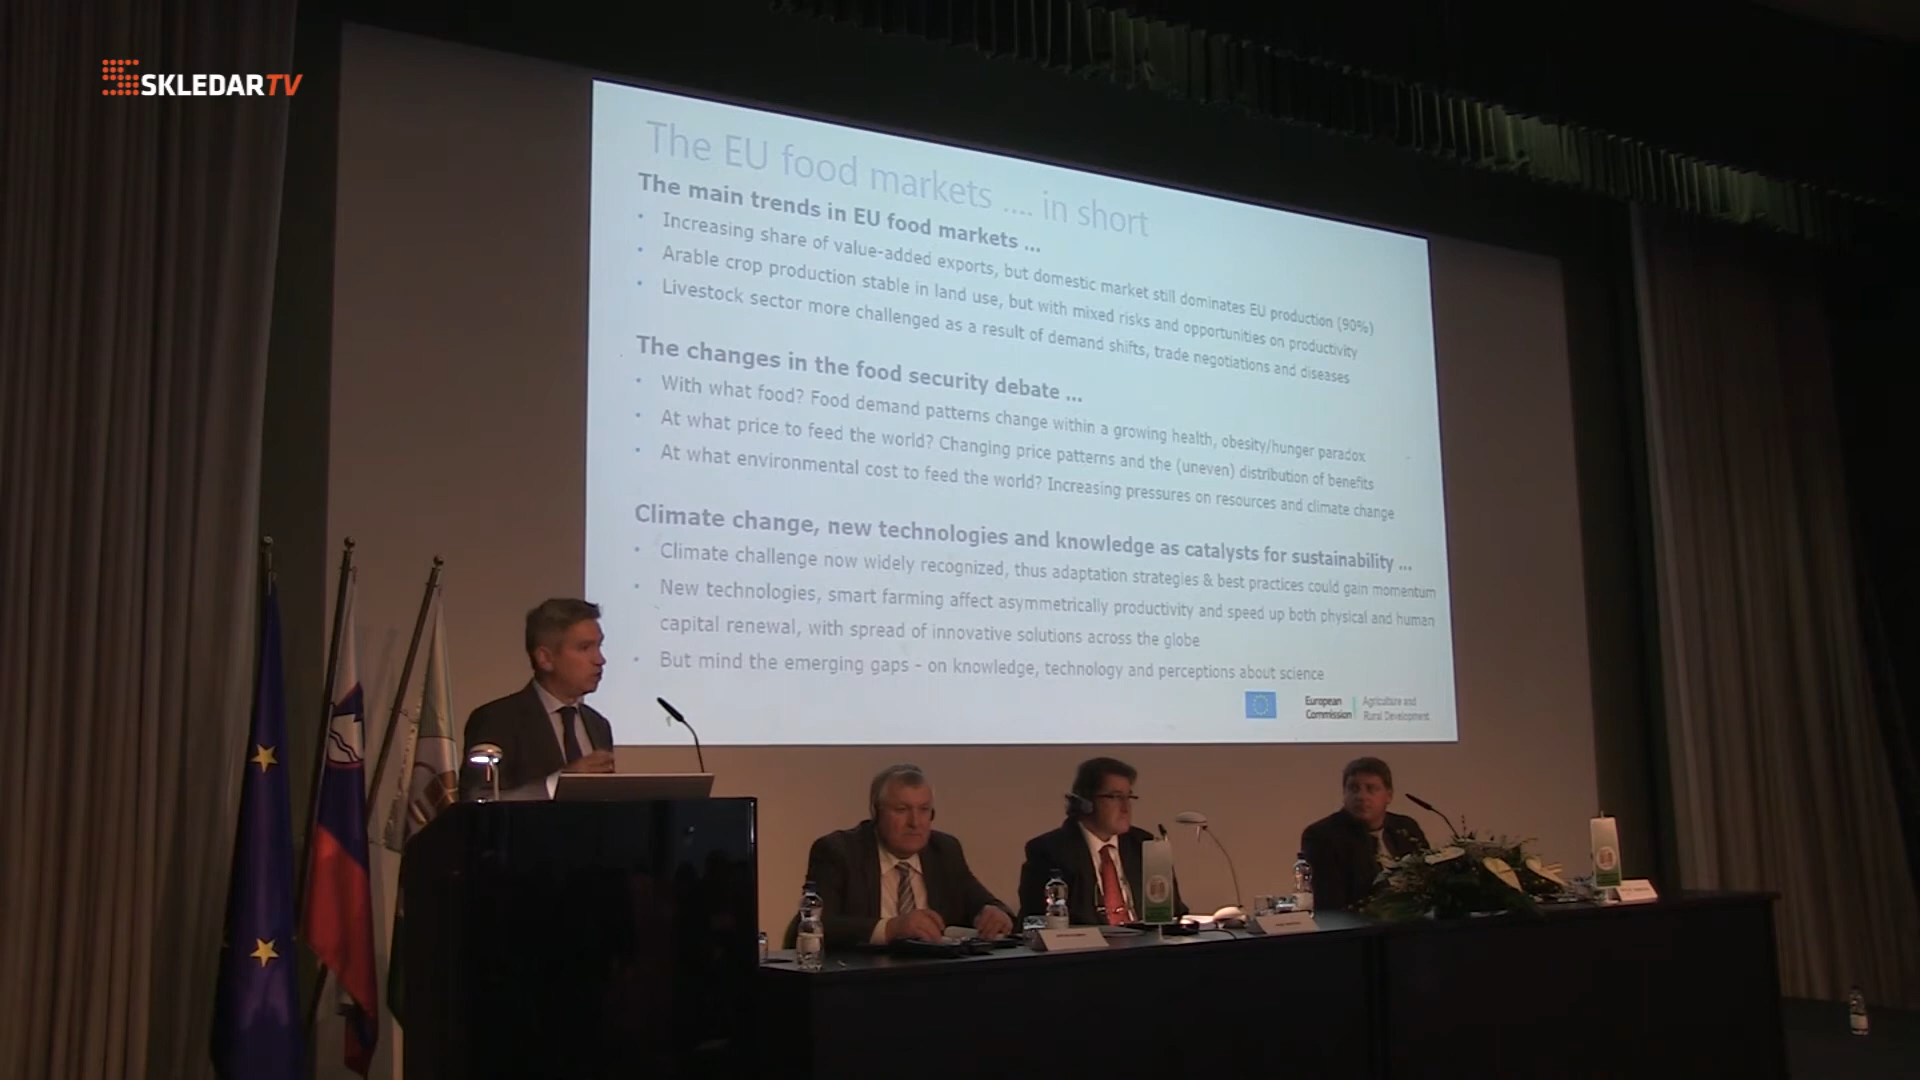 SKLEDARTV
The EU food markets .... in short
The main trends in EU food markets ...
• Increasing share of value-added exports, but domestic market still dominates EU production (90%)
• Arable crop production stable in land use, but with mixed risks and opportunities on productivity
• Livestock sector more challenged as a result of demand shifts, trade negotiations and diseases
The changes in the food security debate ...
• With what food? Food demand patterns change within a growing health, obesity/hunger paradox
• At what price to feed the world? Changing price patterns and the (uneven) distribution of benefits
• At what environmental cost to feed the world? Increasing pressures on resources and climate change
Climate change, new technologies and knowledge as catalysts for sustainability ...
• Climate challenge now widely recognized, thus adaptation strategies & best practices could gain momentum
• New technologies, smart farming affect asymmetrically productivity and speed up both physical and human
capital renewal, with spread of innovative solutions across the globe
• But mind the emerging gaps - on knowledge, technology and perceptions about science
European
Commission
Agriculture and
Rural Development